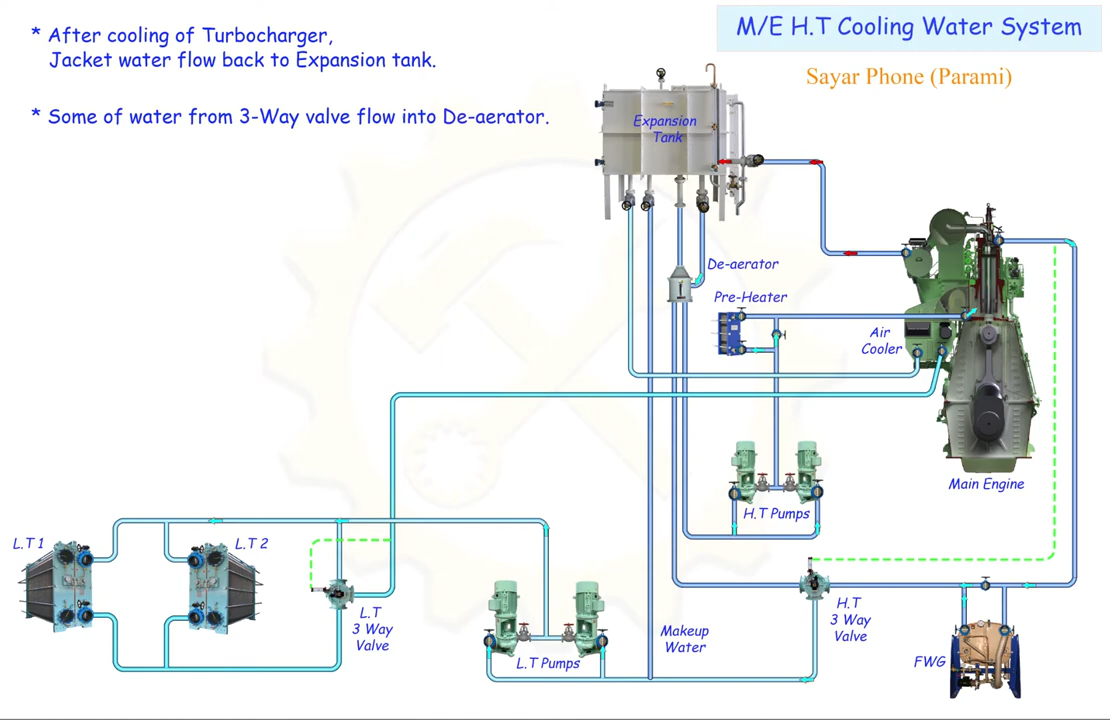 * After cooling of Turbocharger,
Jacket water flow back to Expansion tank.
* Some of water from 3-Way valve flow into De-aerator.
M/E H.T Cooling Water System
Sayar Phone (Parami)
Expansion
Tank
De-aerator
Pre-Heater
Air
Cooler
Main Engine
H.T Pumps
L.T 1
L.T 2
L.T
3 Way
Valve
L.T Pumps
Makeup
Water
H.T
3 Way
Valve
FWG